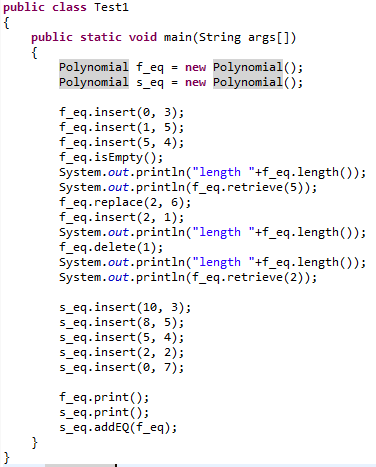 public class Test1
{
public static void main(String args[])
{
Polynomial f_eq = new Polynomial();
Polynomial s_eq = new Polynomial();
f_eq.insert(0, 3);
f_eq.insert(1, 5);
f_eq.insert(5, 4);
f_eq.isEmpty();
System.out.println("length "+f_eq.length());
System.out.println(f_eq.retrieve(5));
f_eq.replace(2, 6);
f_eq.insert(2, 1);
System.out.println("length "+f_eq.length());
f_eq.delete(1);
System.out.println("length "+f_eq.length());
System.out.println(f_eq.retrieve(2));
s_eq.insert(10, 3);
s_eq.insert(8, 5);
s_eq.insert(5, 4);
s_eq.insert(2, 2);
s_eq.insert(0, 7);
f_eq.print();
s_eq.print();
s_eq.addEQ(f_eq);
}
}